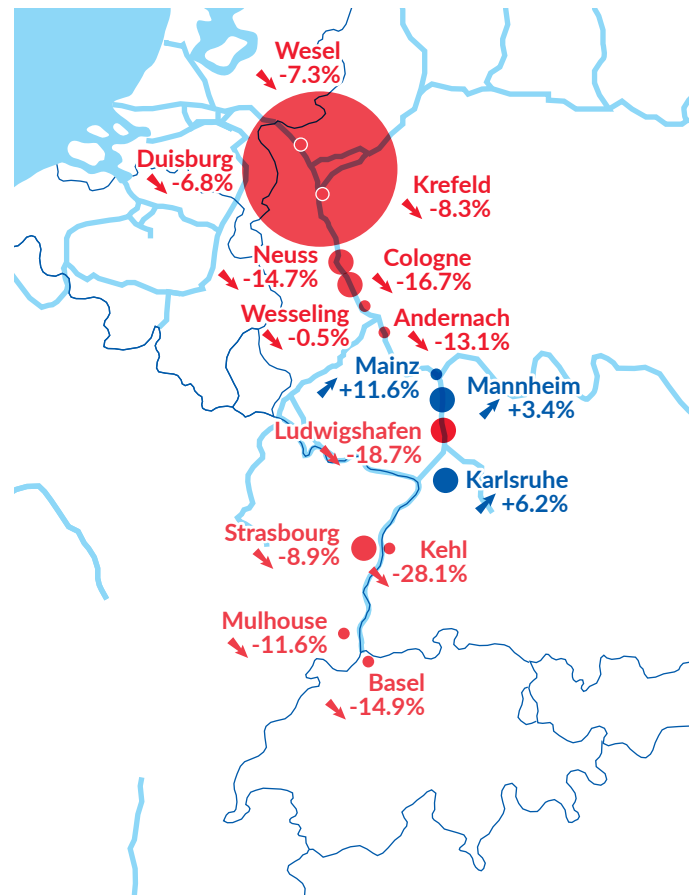 Wesel
-7.3%
Duisburg
-6.8%
Krefeld
-8.3%
Neuss
-14.7%
Cologne
-16.7%
Wesseling
-0.5%
Andernach
-13.1%
Mainz
+11.6%
Mannheim
+3.4%
Ludwigshafen
-18.7%
Karlsruhe
+6.2%
Strasbourg
-8.9%
Kehl
-28.1%
Mulhouse
-11.6%
Basel
-14.9%